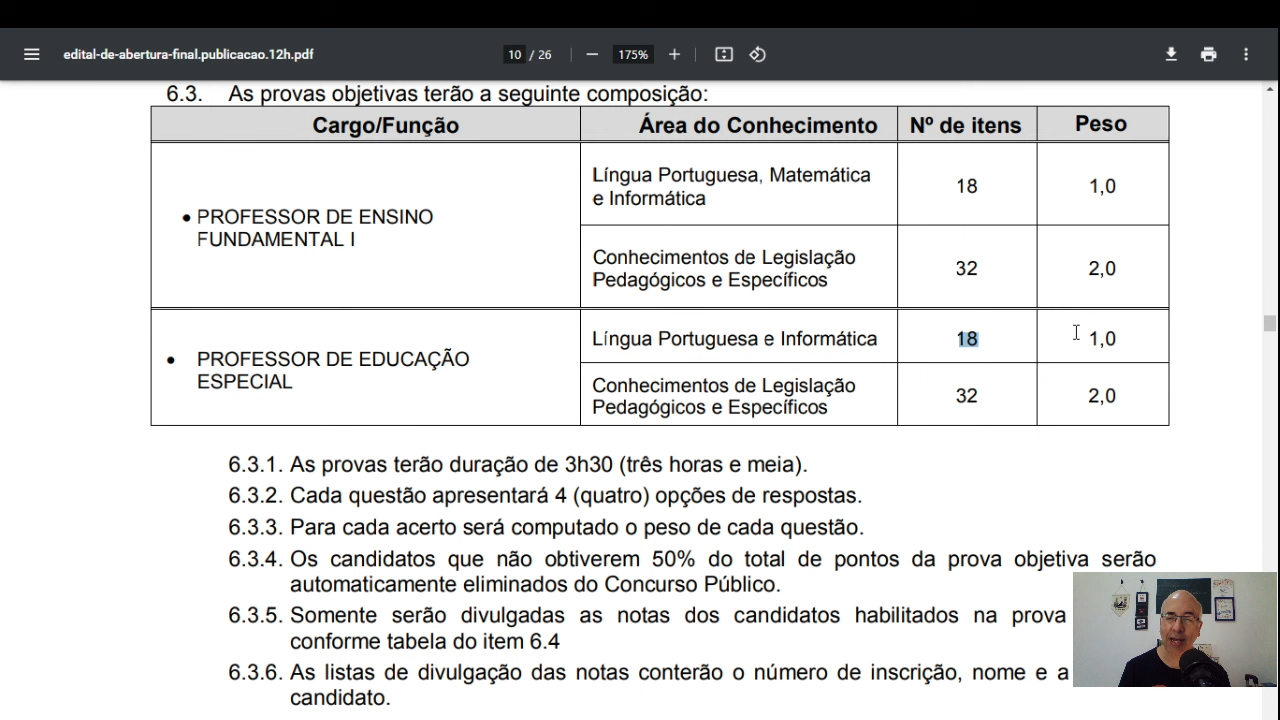 edital-de-abertura-final.publicacao.12h.pdf
10 / 26
175%
6.3. As provas objetivas terão a seguinte composição:
Cargo/Função Área do Conhecimento Nº de itens Peso
• PROFESSOR DE ENSINO
FUNDAMENTAL I
Língua Portuguesa, Matemática
e Informática
18 1,0
Conhecimentos de Legislação
Pedagógicos e Específicos
32 2,0
• PROFESSOR DE EDUCAÇÃO
ESPECIAL
Língua Portuguesa e Informática 18 1,0
Conhecimentos de Legislação
Pedagógicos e Específicos
32 2,0
6.3.1. As provas terão duração de 3h30 (três horas e meia).
6.3.2. Cada questão apresentará 4 (quatro) opções de respostas.
6.3.3. Para cada acerto será computado o peso de cada questão.
6.3.4. Os candidatos que não obtiverem 50% do total de pontos da prova objetiva serão
automaticamente eliminados do Concurso Público.
6.3.5. Somente serão divulgadas as notas dos candidatos habilitados na prova
conforme tabela do item 6.4
6.3.6. As listas de divulgação das notas conterão o número de inscrição, nome e a
candidato.